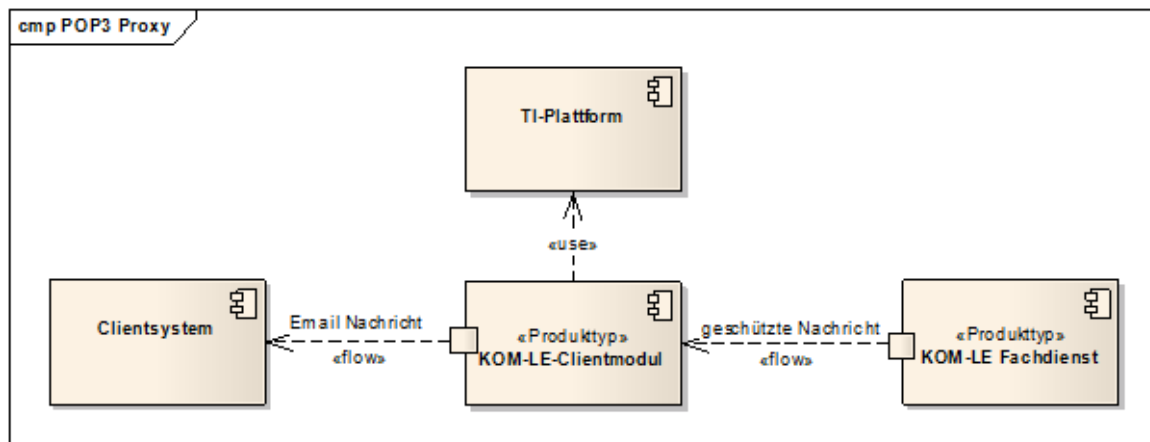 cmp POP3 Proxy
TI-Plattform
«use»
Clientsystem
Email Nachricht
«flow»
«Produkttyp»
KOM-LE-Clientmodul
geschützte Nachricht
«flow»
«Produkttyp»
KOM-LE Fachdienst